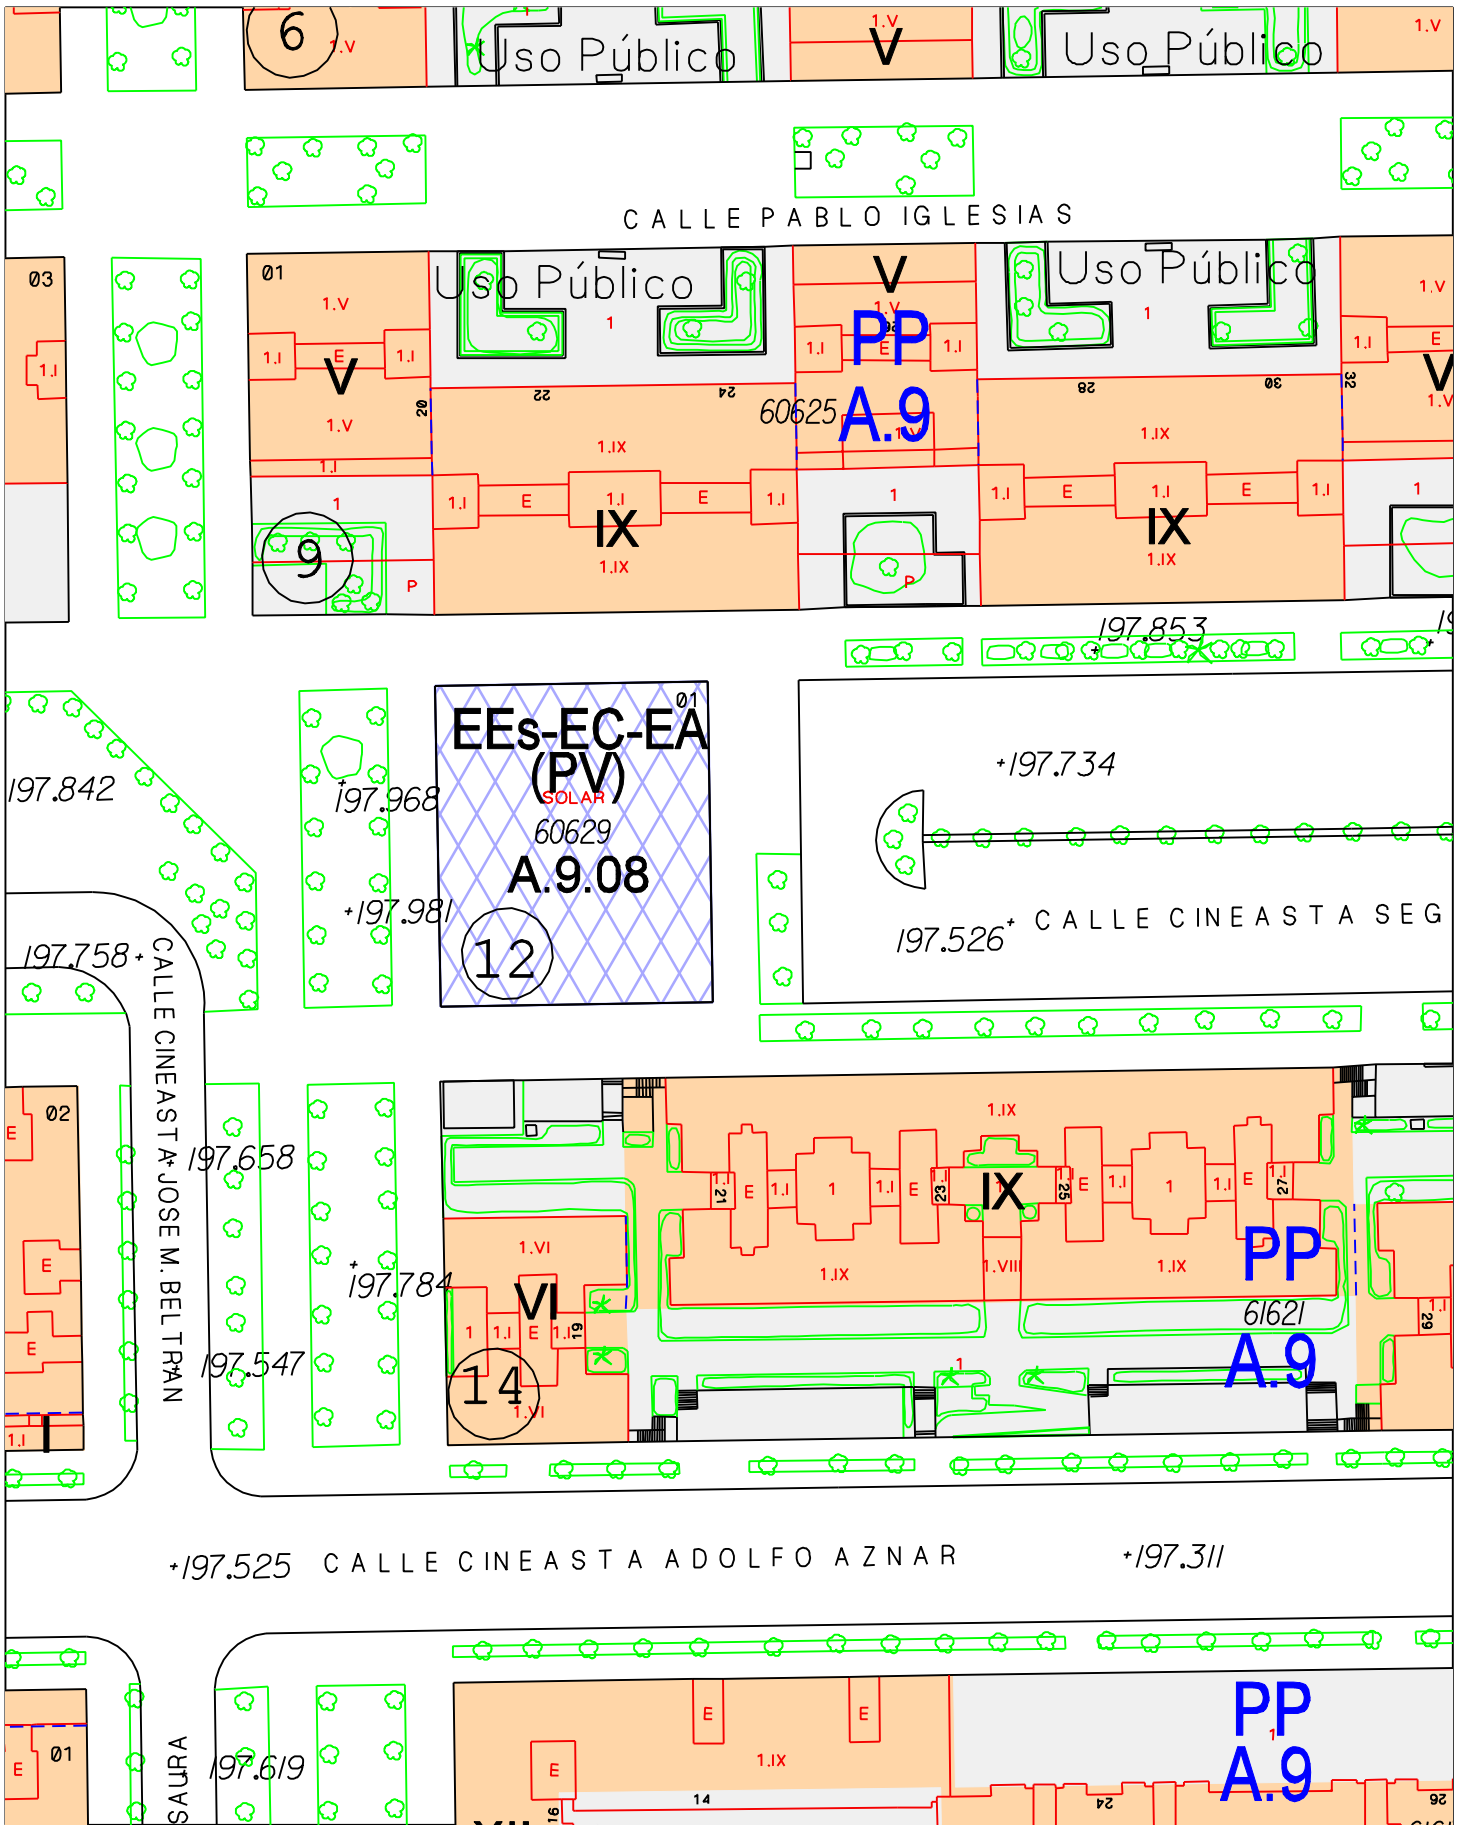 6
1.V
Uso Público
1
1.V
V
Uso Público
1.V
CALLE PABLO IGLESIAS
03
1.I
01
1.V
1.I
E
1.I
V
1.V
1.I
1
9
P
20
Uso Público
1
22
24
1.IX
1.I
E
1.I
E
1.I
IX
1.IX
V
1.V
PP
26
1.I
E
1.I
60625
A.9
1
P
Uso Público
1
28
30
1.IX
1.I
E
1.I
E
1.I
IX
1.IX
1.V
1.I
E
32
V
1.V
1
197.853
197.842
197.968
197.981
197.758
01
EEs-EC-EA
(PV)
SOLAR
60629
A.9.08
12
197.734
197.526
CALLE CINEASTA SEG
CALLE CINEASTA JOSE M. BELTRAN
02
E
E
E
1.I
I
197.658
197.784
197.547
1.VI
VI
1
1.I
E
1.I
19
14
1.VI
1.IX
1.I
21
E
1.I
1
1.I
E
1.I
23
IX
25
E
1.I
1
1.I
E
1.I
27
1.IX
1.VIII
1.IX
PP
61621
A.9
1
1.I
29
197.525
CALLE CINEASTA ADOLFO AZNAR
197.311
01
E
SAURA
197.619
E
E
E
1.IX
16
14
PP
1
A.9
24
26